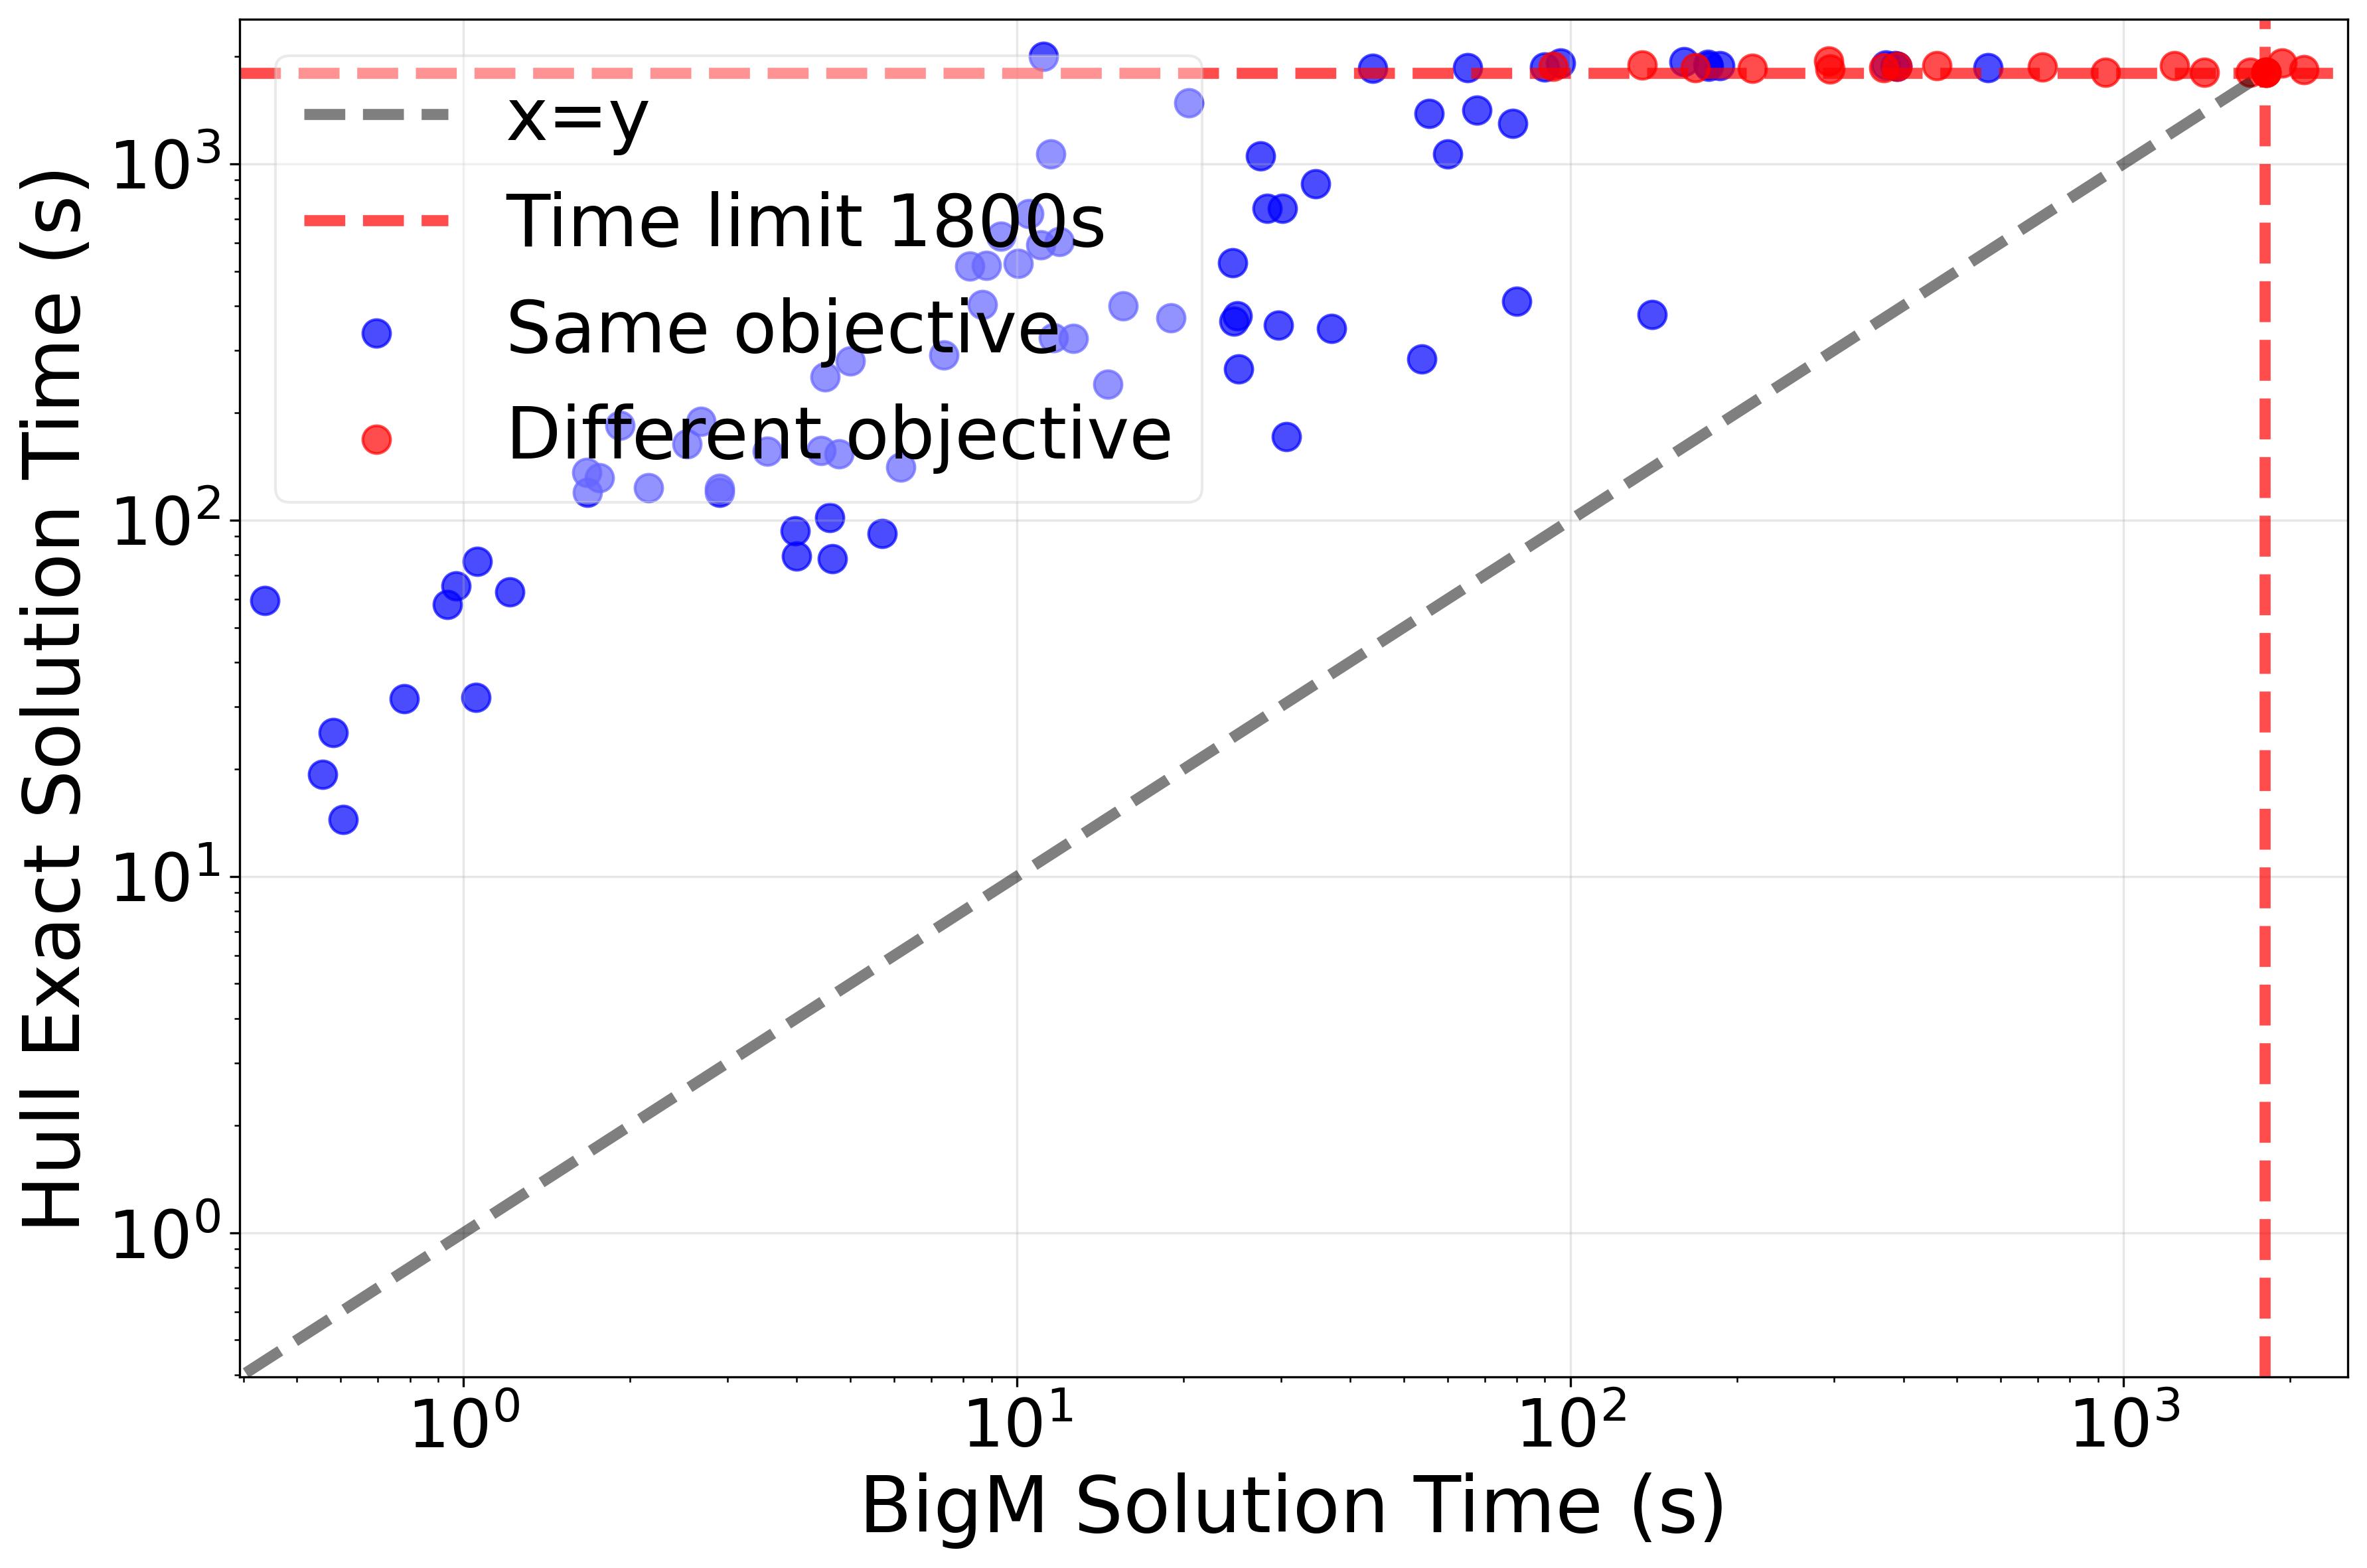 Hull Exact Solution Time (s)
10³
10²
10¹
10⁰
x=y
Time limit 1800s
Same objective
Different objective
10⁰
10¹
10²
10³
BigM Solution Time (s)